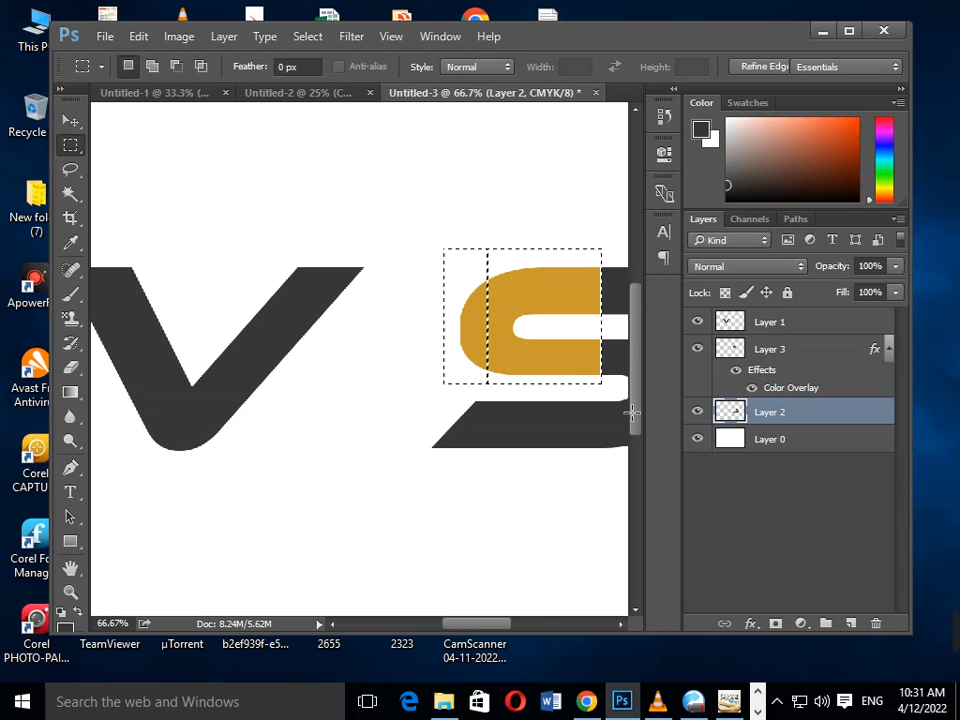 This P
Recycle
New fol
(7)
ApowerR
Avast F
Antivir
Corel
CAPTU
Corel Fo
Manag
Corel
PHOTO-PAI...
TeamViewer
µTorrent
b2ef939f-e5...
2655
2323
CamScanner
04-11-2022...
Ps
File
Edit
Image
Layer
Type
Select
Filter
View
Window
Help
Feather:
0 px
Anti-alias
Style:
Normal
Width:
Height:
Refine Edg
Essentials
Untitled-1 @ 33.3% (...
Untitled-2 @ 25% (C...
Untitled-3 @ 66.7% (Layer 2, CMYK/8) *
Color
Swatches
Layers
Channels
Paths
Kind
Normal
Opacity:
100%
Lock:
Fill:
100%
Layer 1
Layer 3
fx
Effects
Color Overlay
Layer 2
Layer 0
66.67%
Doc: 8.24M/5.62M
Search the web and Windows
ENG
10:31 AM
4/12/2022